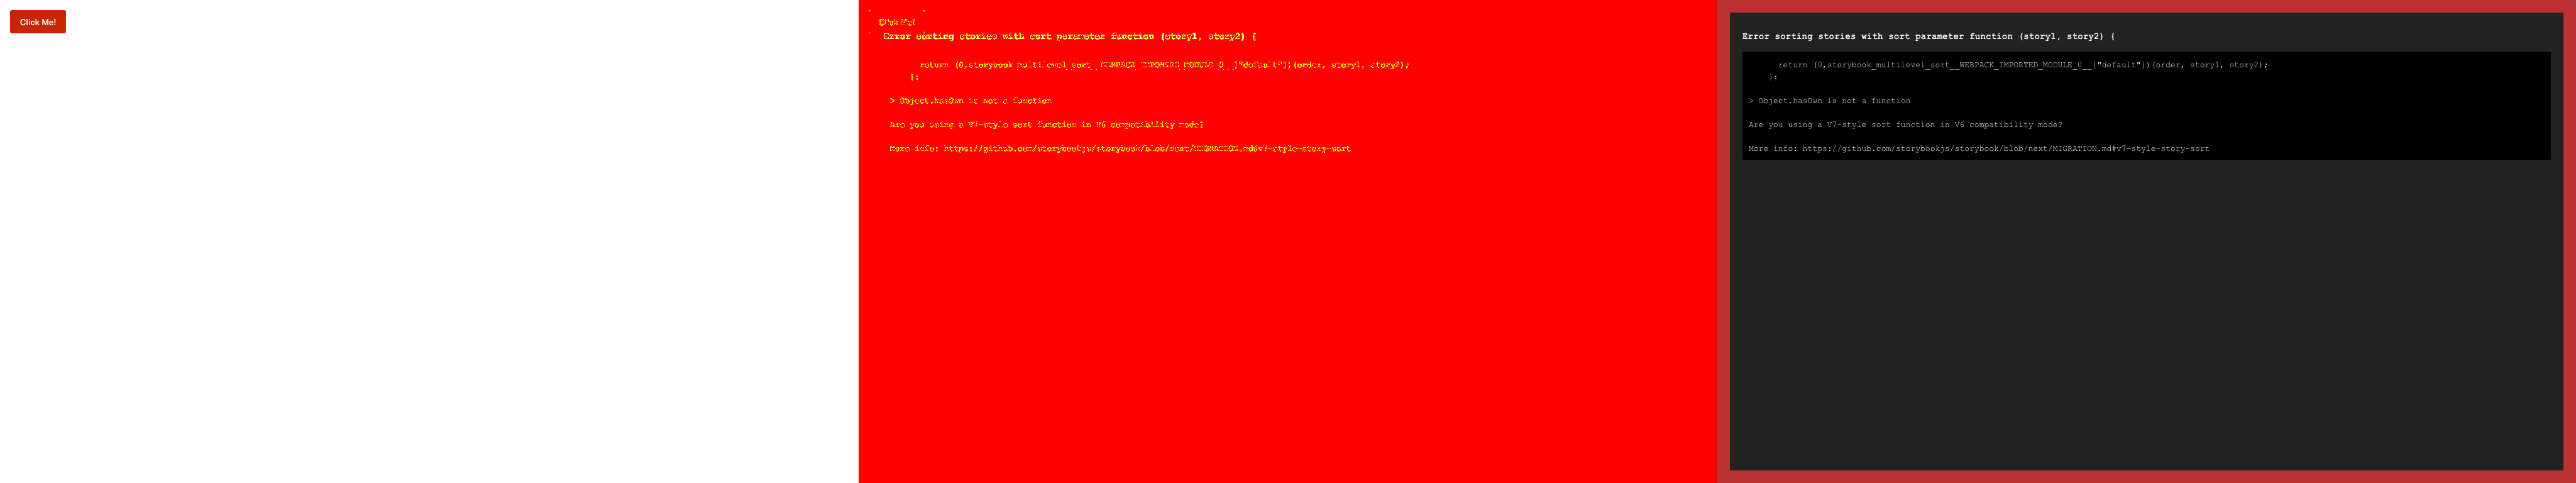 Click Me!
Error sorting stories with sort parameter function (story1, story2) {
return (0,storybook_multilevel_sort__WEBPACK_IMPORTED_MODULE_0__["default"])(order, story1, story2);
}:
> Object.hasOwn is not a function
Are you using a V7-style sort function in V6 compatibility mode?
More info: https://github.com/storybookjs/storybook/blob/next/MIGRATION.md#v7-style-story-sort
Error sorting stories with sort parameter function (story1, story2) {
return (0,storybook_multilevel_sort__WEBPACK_IMPORTED_MODULE_0__["default"])(order, story1, story2);
}:
> Object.hasOwn is not a function
Are you using a V7-style sort function in V6 compatibility mode?
More info: https://github.com/storybookjs/storybook/blob/next/MIGRATION.md#v7-style-story-sort